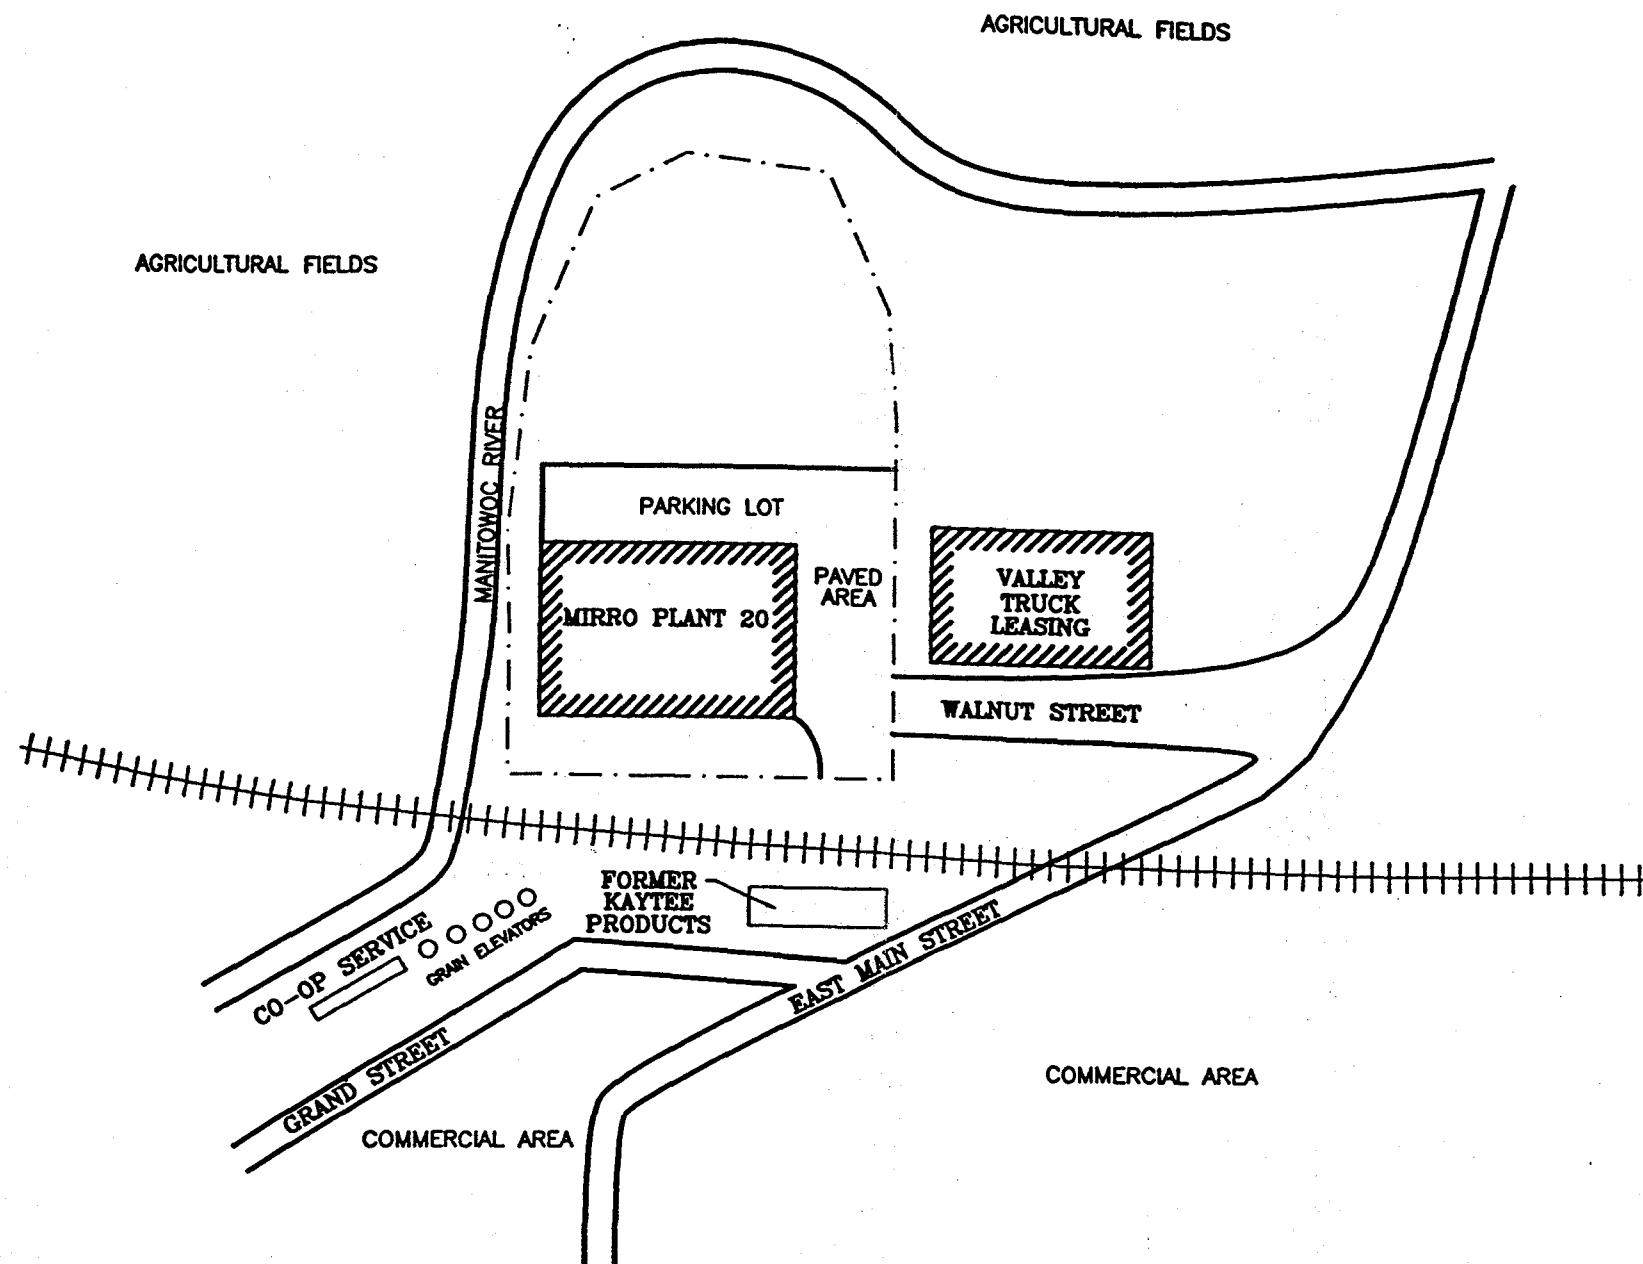 AGRICULTURAL FIELDS
AGRICULTURAL FIELDS
MANITOWOC RIVER
PARKING LOT
PAVED
AREA
MIRRO PLANT 20
VALLEY
TRUCK
LEASING
WALNUT STREET
FORMER
KAYTEE
PRODUCTS
CO-OP SERVICE
GRAIN ELEVATORS
EAST MAIN STREET
GRAND STREET
COMMERCIAL AREA
COMMERCIAL AREA